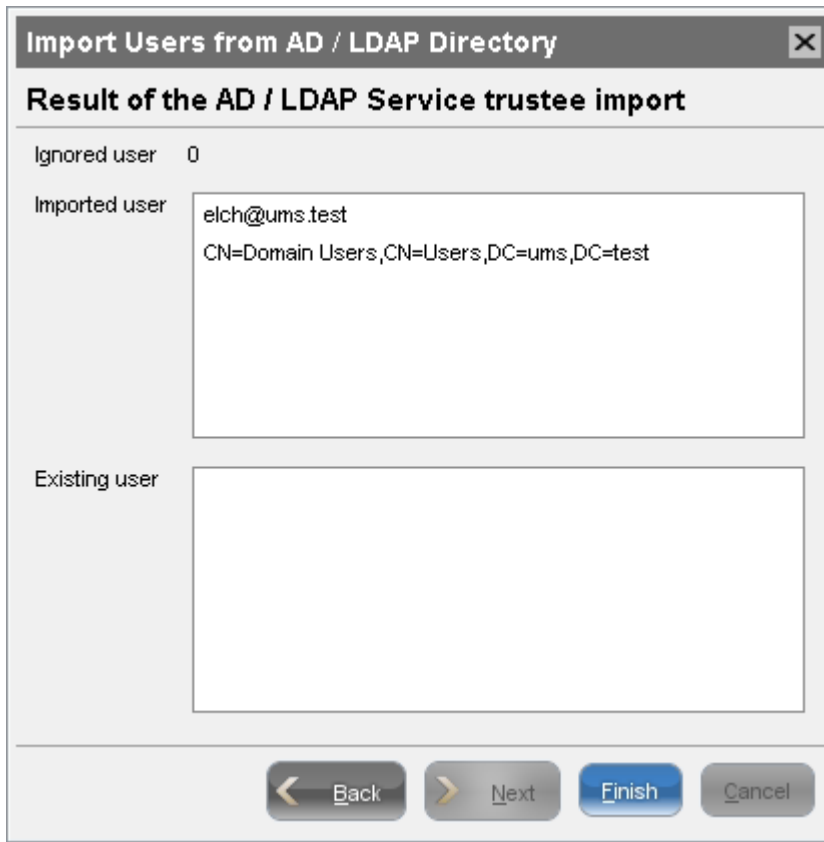 Import Users from AD / LDAP Directory
Result of the AD / LDAP Service trustee import
Ignored user 0
Imported user
elch@ums.test
CN=Domain Users,CN=Users,DC=ums,DC=test
Existing user
Back Next Finish Cancel